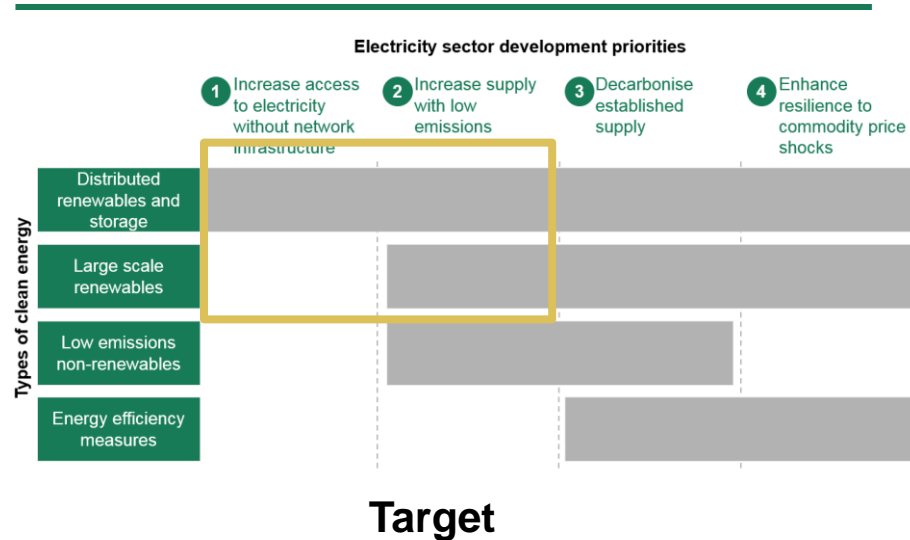 Electricity sector development priorities
1 Increase access
to electricity
without network
infrastructure
2 Increase supply
with low
emissions
3 Decarbonise
established
supply
4 Enhance
resilience to
commodity price
shocks
Types of clean energy
Distributed
renewables and
storage
Large scale
renewables
Low emissions
non-renewables
Energy efficiency
measures
Target